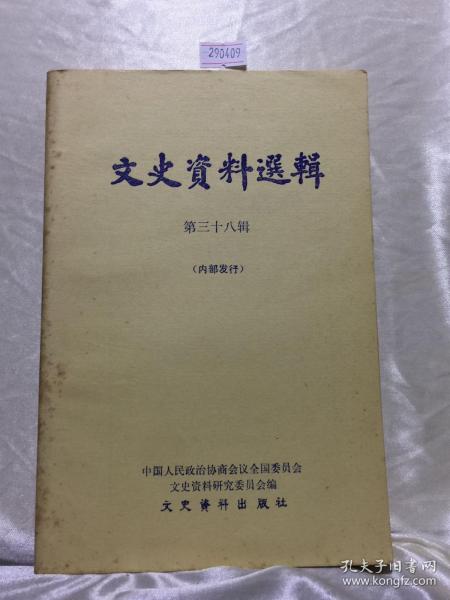 290409
文史資料選輯
第三十八辑
(内部发行)
中国人民政治协商会议全国委员会
文史资料研究委员会编
文史资料出版社
孔夫子旧书网
www.kongfz.com